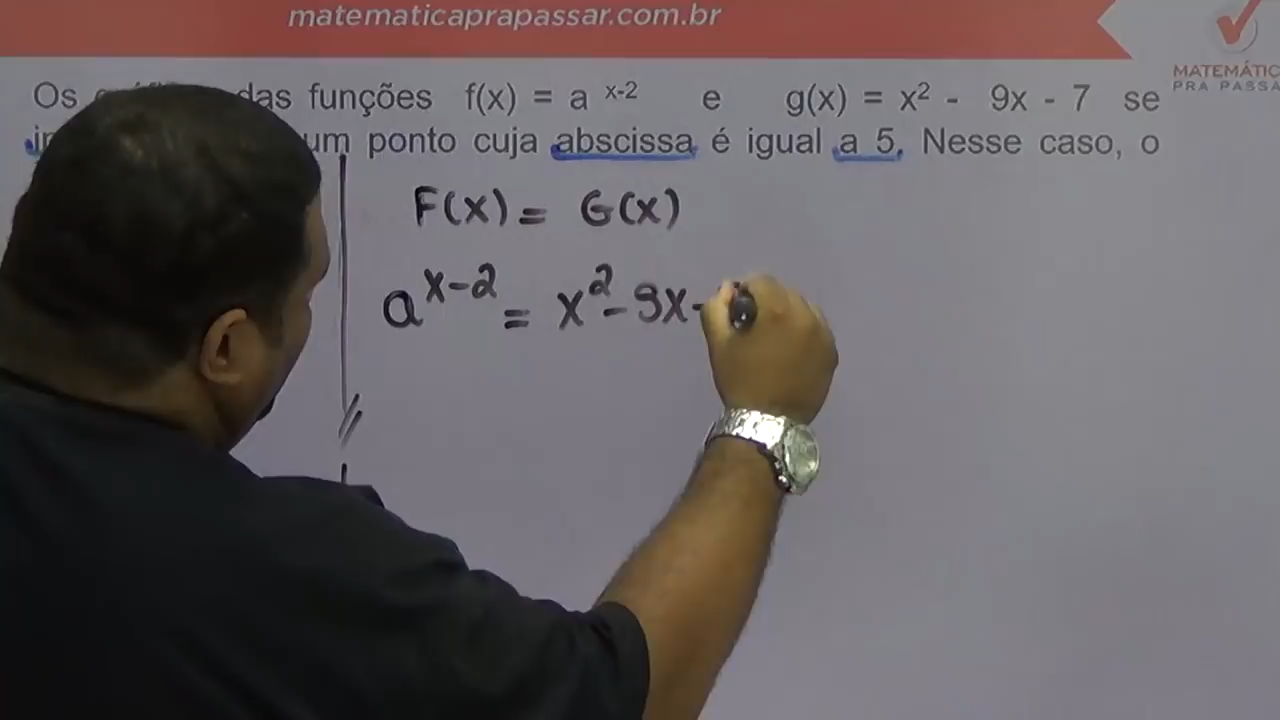 matematicaprapassar.com.br
MATEMÁTIC
PRA PASSA
Os das funções f(x) = a x-2 e g(x) = x² - 9x - 7 se
um ponto cuja abscissa é igual a 5. Nesse caso, o
F(x) = G(x)
a^x-2 = x² - 9x -